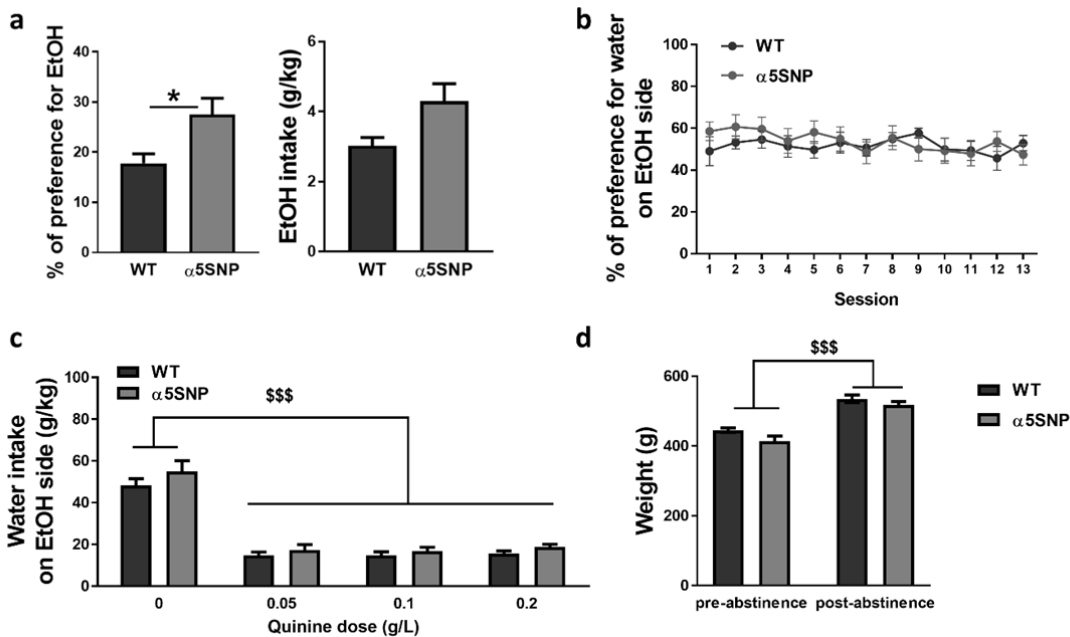 a
% of preference for EtOH
40
30
20
10
0
*
WT
α5SNP
EtOH intake (g/kg)
6
4
2
0
WT
α5SNP
b
% of preference for water
on EtOH side
100
80
60
40
20
0
WT
α5SNP
1 2 3 4 5 6 7 8 9 10 11 12 13
Session
c
WT
α5SNP
Water intake
on EtOH side (g/kg)
100
80
60
40
20
0
$$$
0 0.05 0.1 0.2
Quinine dose (g/L)
d
Weight (g)
600
400
200
0
$$$
WT
α5SNP
pre-abstinence post-abstinence